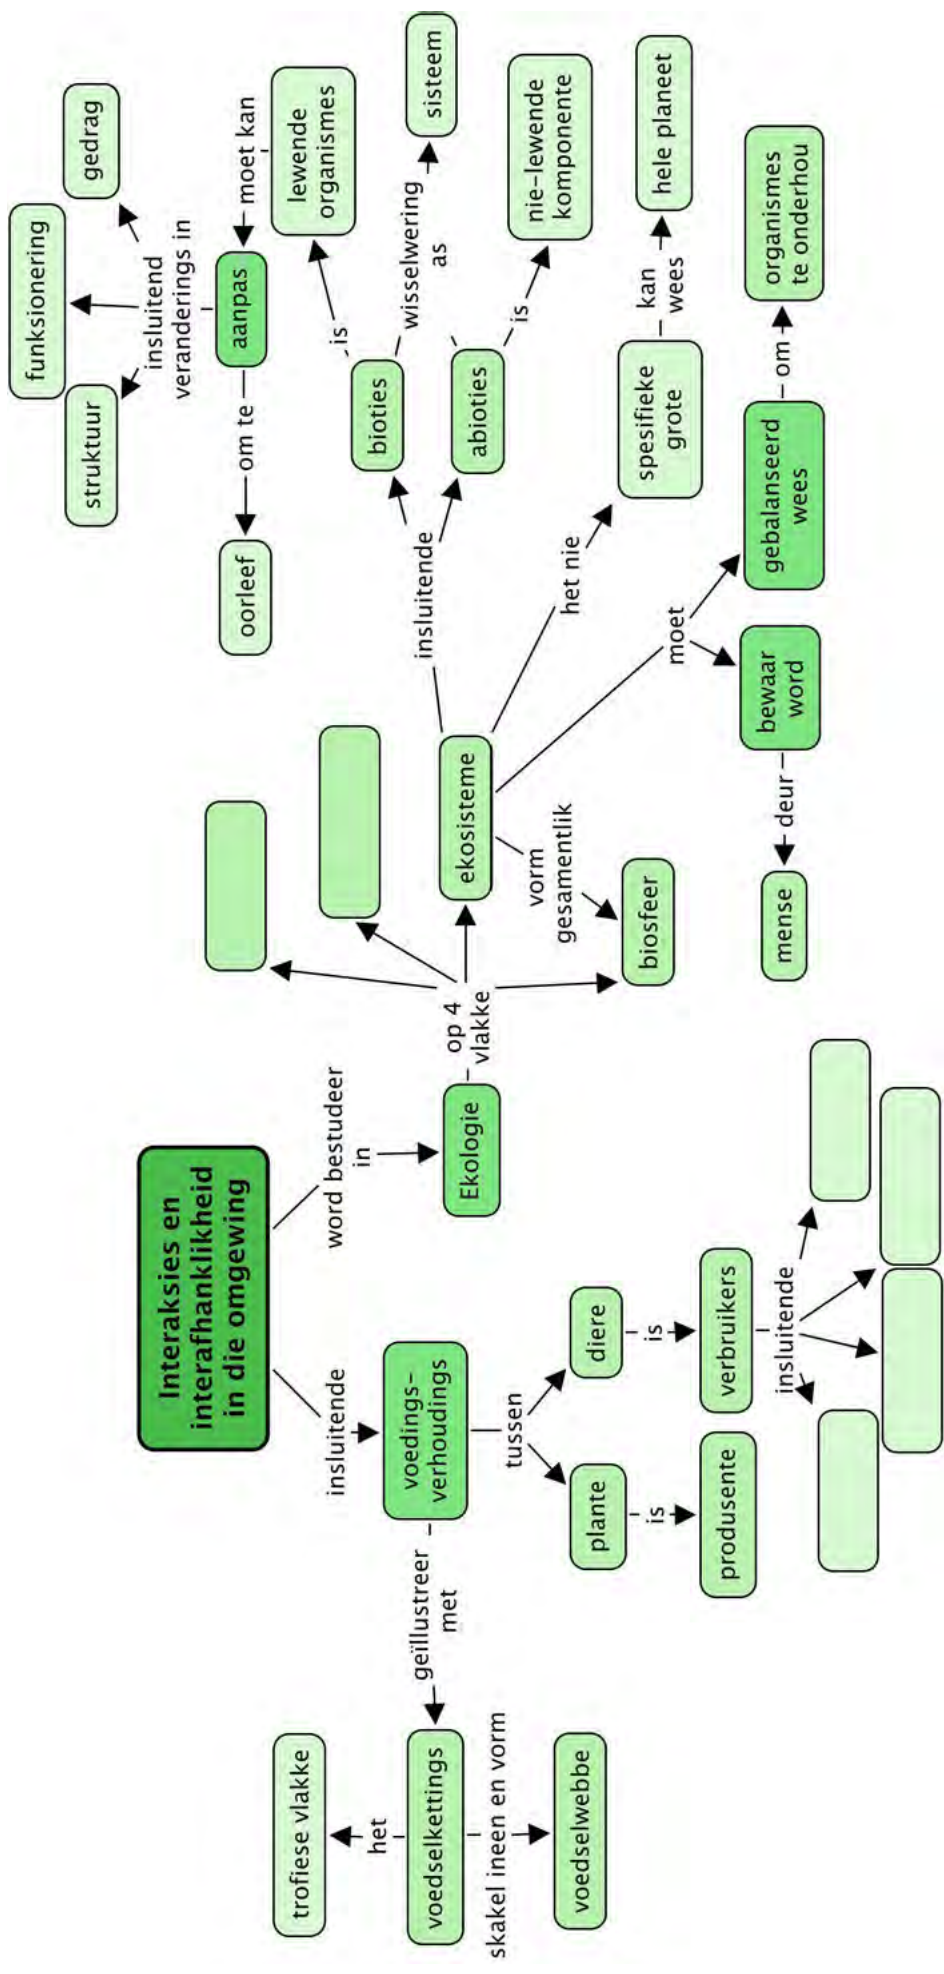 Interaksies en
interafhanklikheid
in die omgewing
insluitende
word bestudeer
in
voedings-
verhoudings
geïllustreer
met
voedselkettings
het
trofiese vlakke
skakel ineen en vorm
voedselwebbe
tussen
plante
is
produsente
diere
is
verbruikers
insluitende
Ekologie
op 4
vlakke
ekosisteme
vorm
gesamentlik
biosfeer
insluitende
bioties
is
lewende
organismes
moet kan
aanpas
om te
oorleef
insluitend
veranderings in
struktuur
funksionering
gedrag
wisselwering
as
sisteem
abioties
is
nie-lewende
komponente
het nie
spesifieke
grote
kan
wees
hele planeet
moet
bewaar
word
deur
mense
gebalanseerd
wees
om
organismes
te onderhou